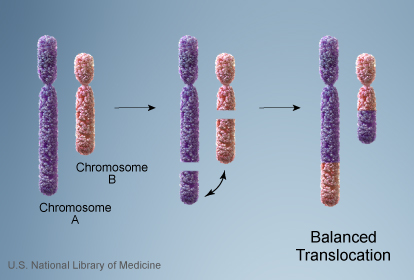 Chromosome
B
Chromosome
A
Balanced
Translocation
U.S. National Library of Medicine